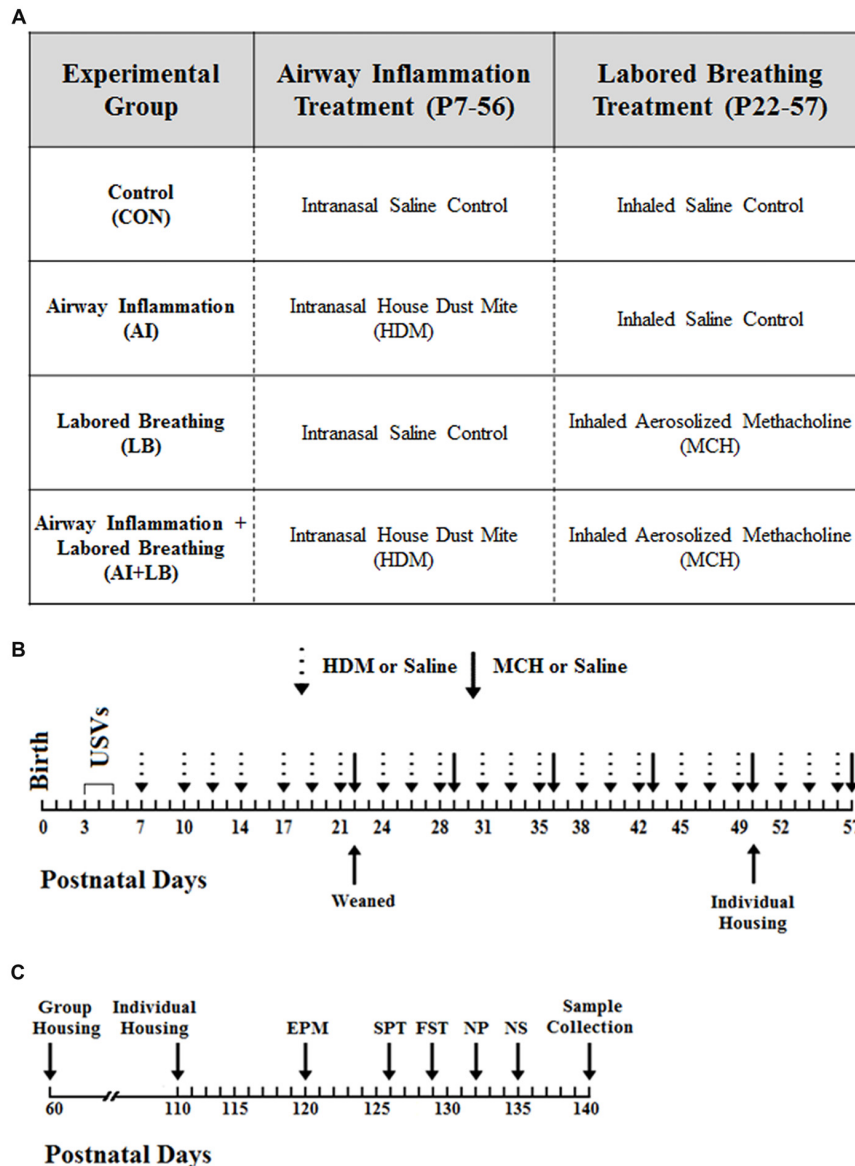 A
Experimental Group
Airway Inflammation Treatment (P7-56)
Labored Breathing Treatment (P22-57)
Control
(CON)
Intranasal Saline Control
Inhaled Saline Control
Airway Inflammation
(AI)
Intranasal House Dust Mite
(HDM)
Inhaled Saline Control
Labored Breathing
(LB)
Intranasal Saline Control
Inhaled Aerosolized Methacholine
(MCH)
Airway Inflammation +
Labored Breathing
(AI+LB)
Intranasal House Dust Mite
(HDM)
Inhaled Aerosolized Methacholine
(MCH)
B
HDM or Saline
MCH or Saline
Birth
USVs
0 3 7 10 14 17 21 24 28 31 35 38 42 45 49 52 57
Postnatal Days
Weaned
Individual
Housing
C
Group
Housing
Individual
Housing
EPM
SPT
FST
NP
NS
Sample
Collection
60 110 115 120 125 130 135 140
Postnatal Days